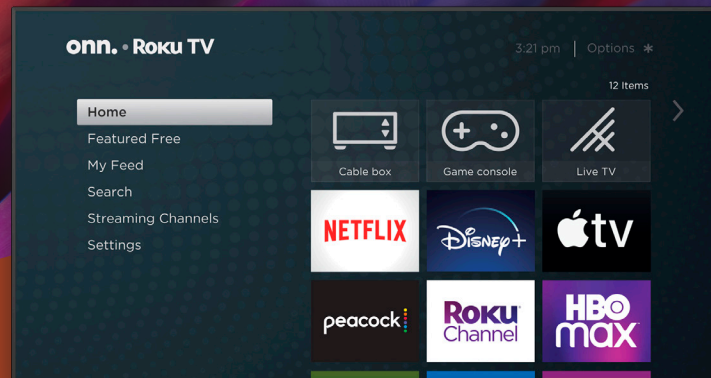 onn. • Roku TV
3:21 pm | Options ✱
12 Items
Home
Featured Free
My Feed
Search
Streaming Channels
Settings
Cable box
Game console
Live TV
NETFLIX
Disney+
tv
peacock
Roku Channel
HBO max